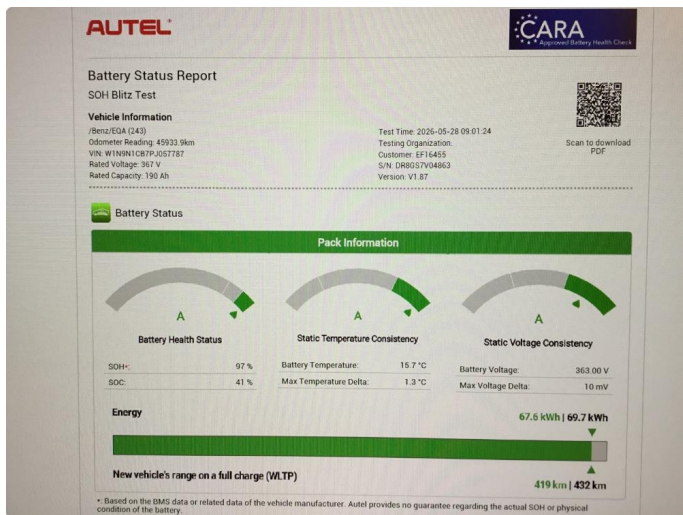 AUTEL
CARA
Approved Battery Health Check
Battery Status Report
SOH Blitz Test
Vehicle Information
/Benz/EQA (243)
Odometer Reading: 45933.9km
VIN: W1N9N1CB7PJ057787
Rated Voltage: 367 V
Rated Capacity: 190 Ah
Test Time: 2026-05-28 09:01:24
Testing Organization:
Customer: EF16455
S/N: DR8GS7V04863
Version: V1.87
Scan to download
PDF
Battery Status
Pack Information
A
Battery Health Status
SOH*: 97 %
SOC: 41 %
A
Static Temperature Consistency
Battery Temperature: 15.7 °C
Max Temperature Delta: 1.3 °C
A
Static Voltage Consistency
Battery Voltage: 363.00 V
Max Voltage Delta: 10 mV
Energy
67.6 kWh | 69.7 kWh
New vehicle's range on a full charge (WLTP)
419 km | 432 km
*: Based on the BMS data or related data of the vehicle manufacturer. Autel provides no guarantee regarding the actual SOH or physical
condition of the battery.